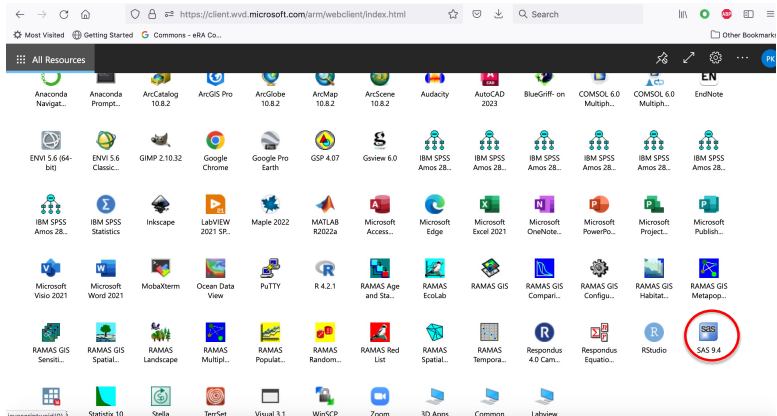 https://client.wvd.microsoft.com/arm/webclient/index.html
Search
ABP
Most Visited Getting Started G Commons - eRA Co... Other Bookmarks
All Resources PK
Anaconda Navigat... Anaconda Prompt... ArcCatalog 10.8.2 ArcGIS Pro ArcGlobe 10.8.2 ArcMap 10.8.2 ArcScene 10.8.2 Audacity AutoCAD 2023 BlueGriff- on COMSOL 6.0 Multiph... COMSOL 6.0 Multiph... EN EndNote
ENVI 5.6 (64-bit) ENVI 5.6 Classic... GIMP 2.10.32 Google Chrome Google Pro Earth GSP 4.07 Gsview 6.0 IBM SPSS Amos 28... IBM SPSS Amos 28... IBM SPSS Amos 28... IBM SPSS Amos 28... IBM SPSS Amos 28... IBM SPSS Amos 28...
IBM SPSS Amos 28... IBM SPSS Statistics Inkscape LabVIEW 2021 SP... Maple 2022 MATLAB R2022a Microsoft Access... Microsoft Edge Microsoft Excel 2021 Microsoft OneNote... Microsoft PowerPo... Microsoft Project... Microsoft Publish...
Microsoft Visio 2021 Microsoft Word 2021 MobaXterm Ocean Data View PuTTY R 4.2.1 RAMAS Age and Sta... RAMAS EcoLab RAMAS GIS RAMAS GIS Compari... RAMAS GIS Configu... RAMAS GIS Habitat... RAMAS GIS Metapop...
RAMAS GIS Sensiti... RAMAS GIS Spatial... RAMAS Landscape RAMAS Multipl... RAMAS Populat... RAMAS Random... RAMAS Red List RAMAS Spatial... RAMAS Tempora... Respondus 4.0 Cam... Respondus Equatio... RStudio sas SAS 9.4
Statistix 10 Stella TerrSet Visual 3.1 WinSCP Zoom 3D Apps Common Labview